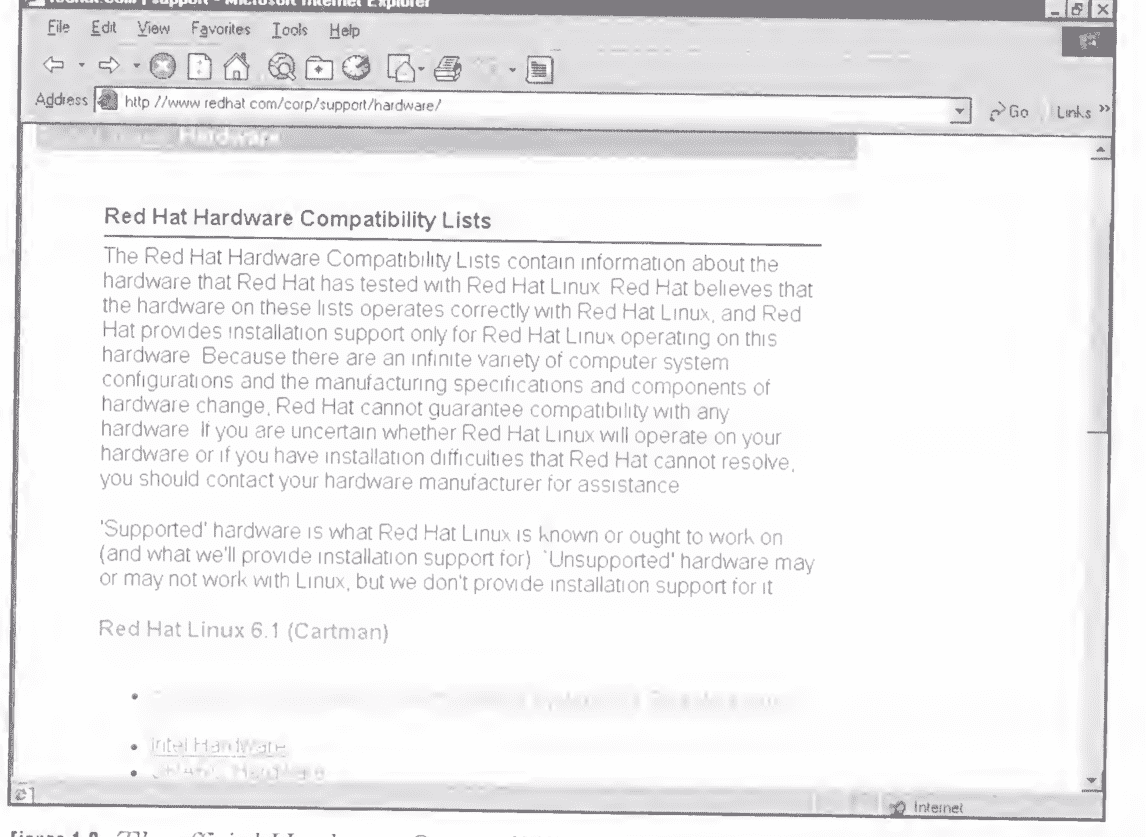 redhat.com | support - Microsoft Internet Explorer
File Edit View Favorites Tools Help
Address http //www redhat com/corp/support/hardware/ Go Links »
Hardware
Red Hat Hardware Compatibility Lists
The Red Hat Hardware Compatibility Lists contain information about the
hardware that Red Hat has tested with Red Hat Linux Red Hat believes that
the hardware on these lists operates correctly with Red Hat Linux, and Red
Hat provides installation support only for Red Hat Linux operating on this
hardware Because there are an infinite variety of computer system
configurations and the manufacturing specifications and components of
hardware change, Red Hat cannot guarantee compatibility with any
hardware If you are uncertain whether Red Hat Linux will operate on your
hardware or if you have installation difficulties that Red Hat cannot resolve,
you should contact your hardware manufacturer for assistance
'Supported' hardware is what Red Hat Linux is known or ought to work on
(and what we'll provide installation support for) `Unsupported' hardware may
or may not work with Linux, but we don't provide installation support for it
Red Hat Linux 6.1 (Cartman)
• Intel Hardware
• Hardware
Internet